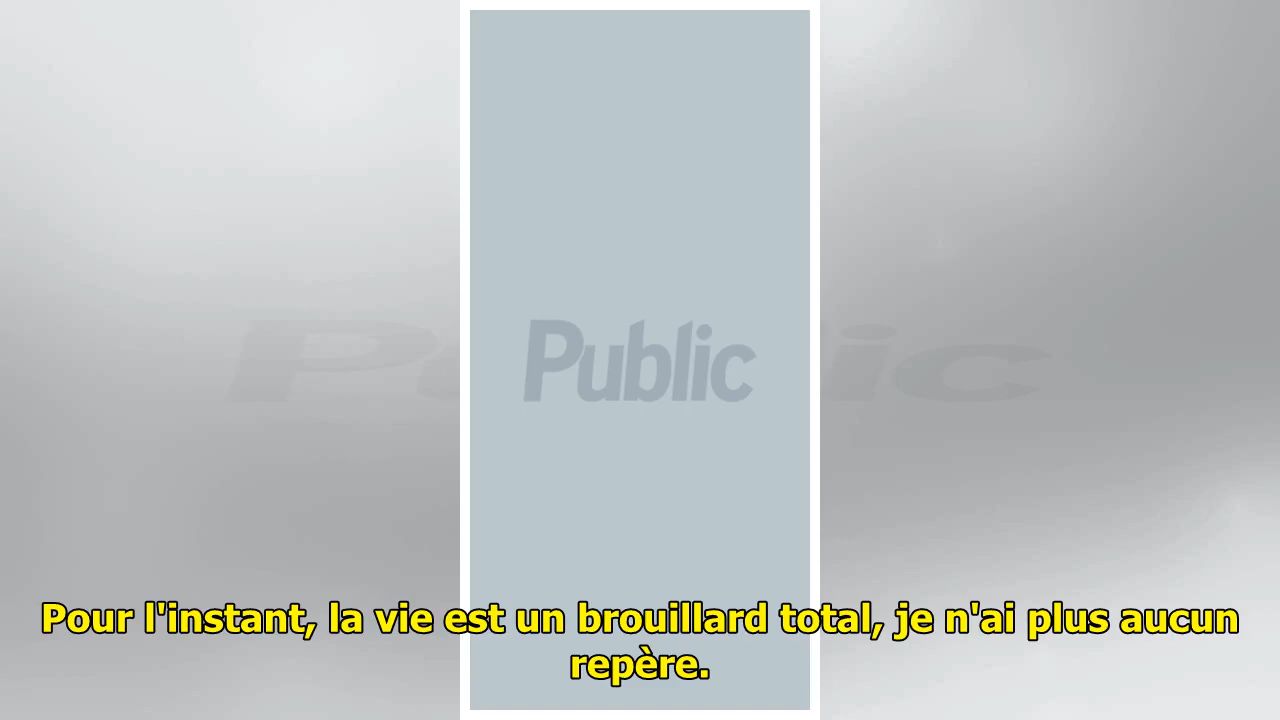 Public
Pour l'instant, la vie est un brouillard total, je n'ai plus aucun
repère.